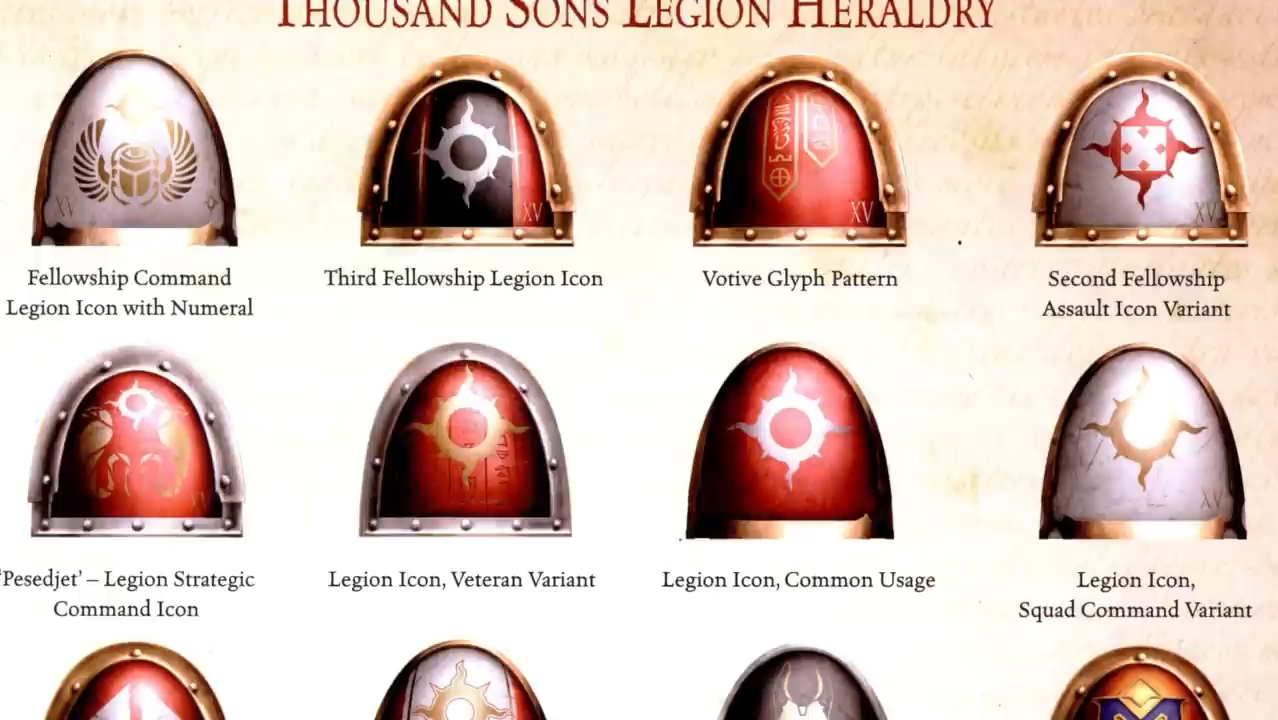 THOUSAND SONS LEGION HERALDRY
XV
XV
XV
XV
Fellowship Command
Legion Icon with Numeral
Third Fellowship Legion Icon
Votive Glyph Pattern
Second Fellowship
Assault Icon Variant
XV
XV
'Pesedjet' – Legion Strategic
Command Icon
Legion Icon, Veteran Variant
Legion Icon, Common Usage
Legion Icon,
Squad Command Variant